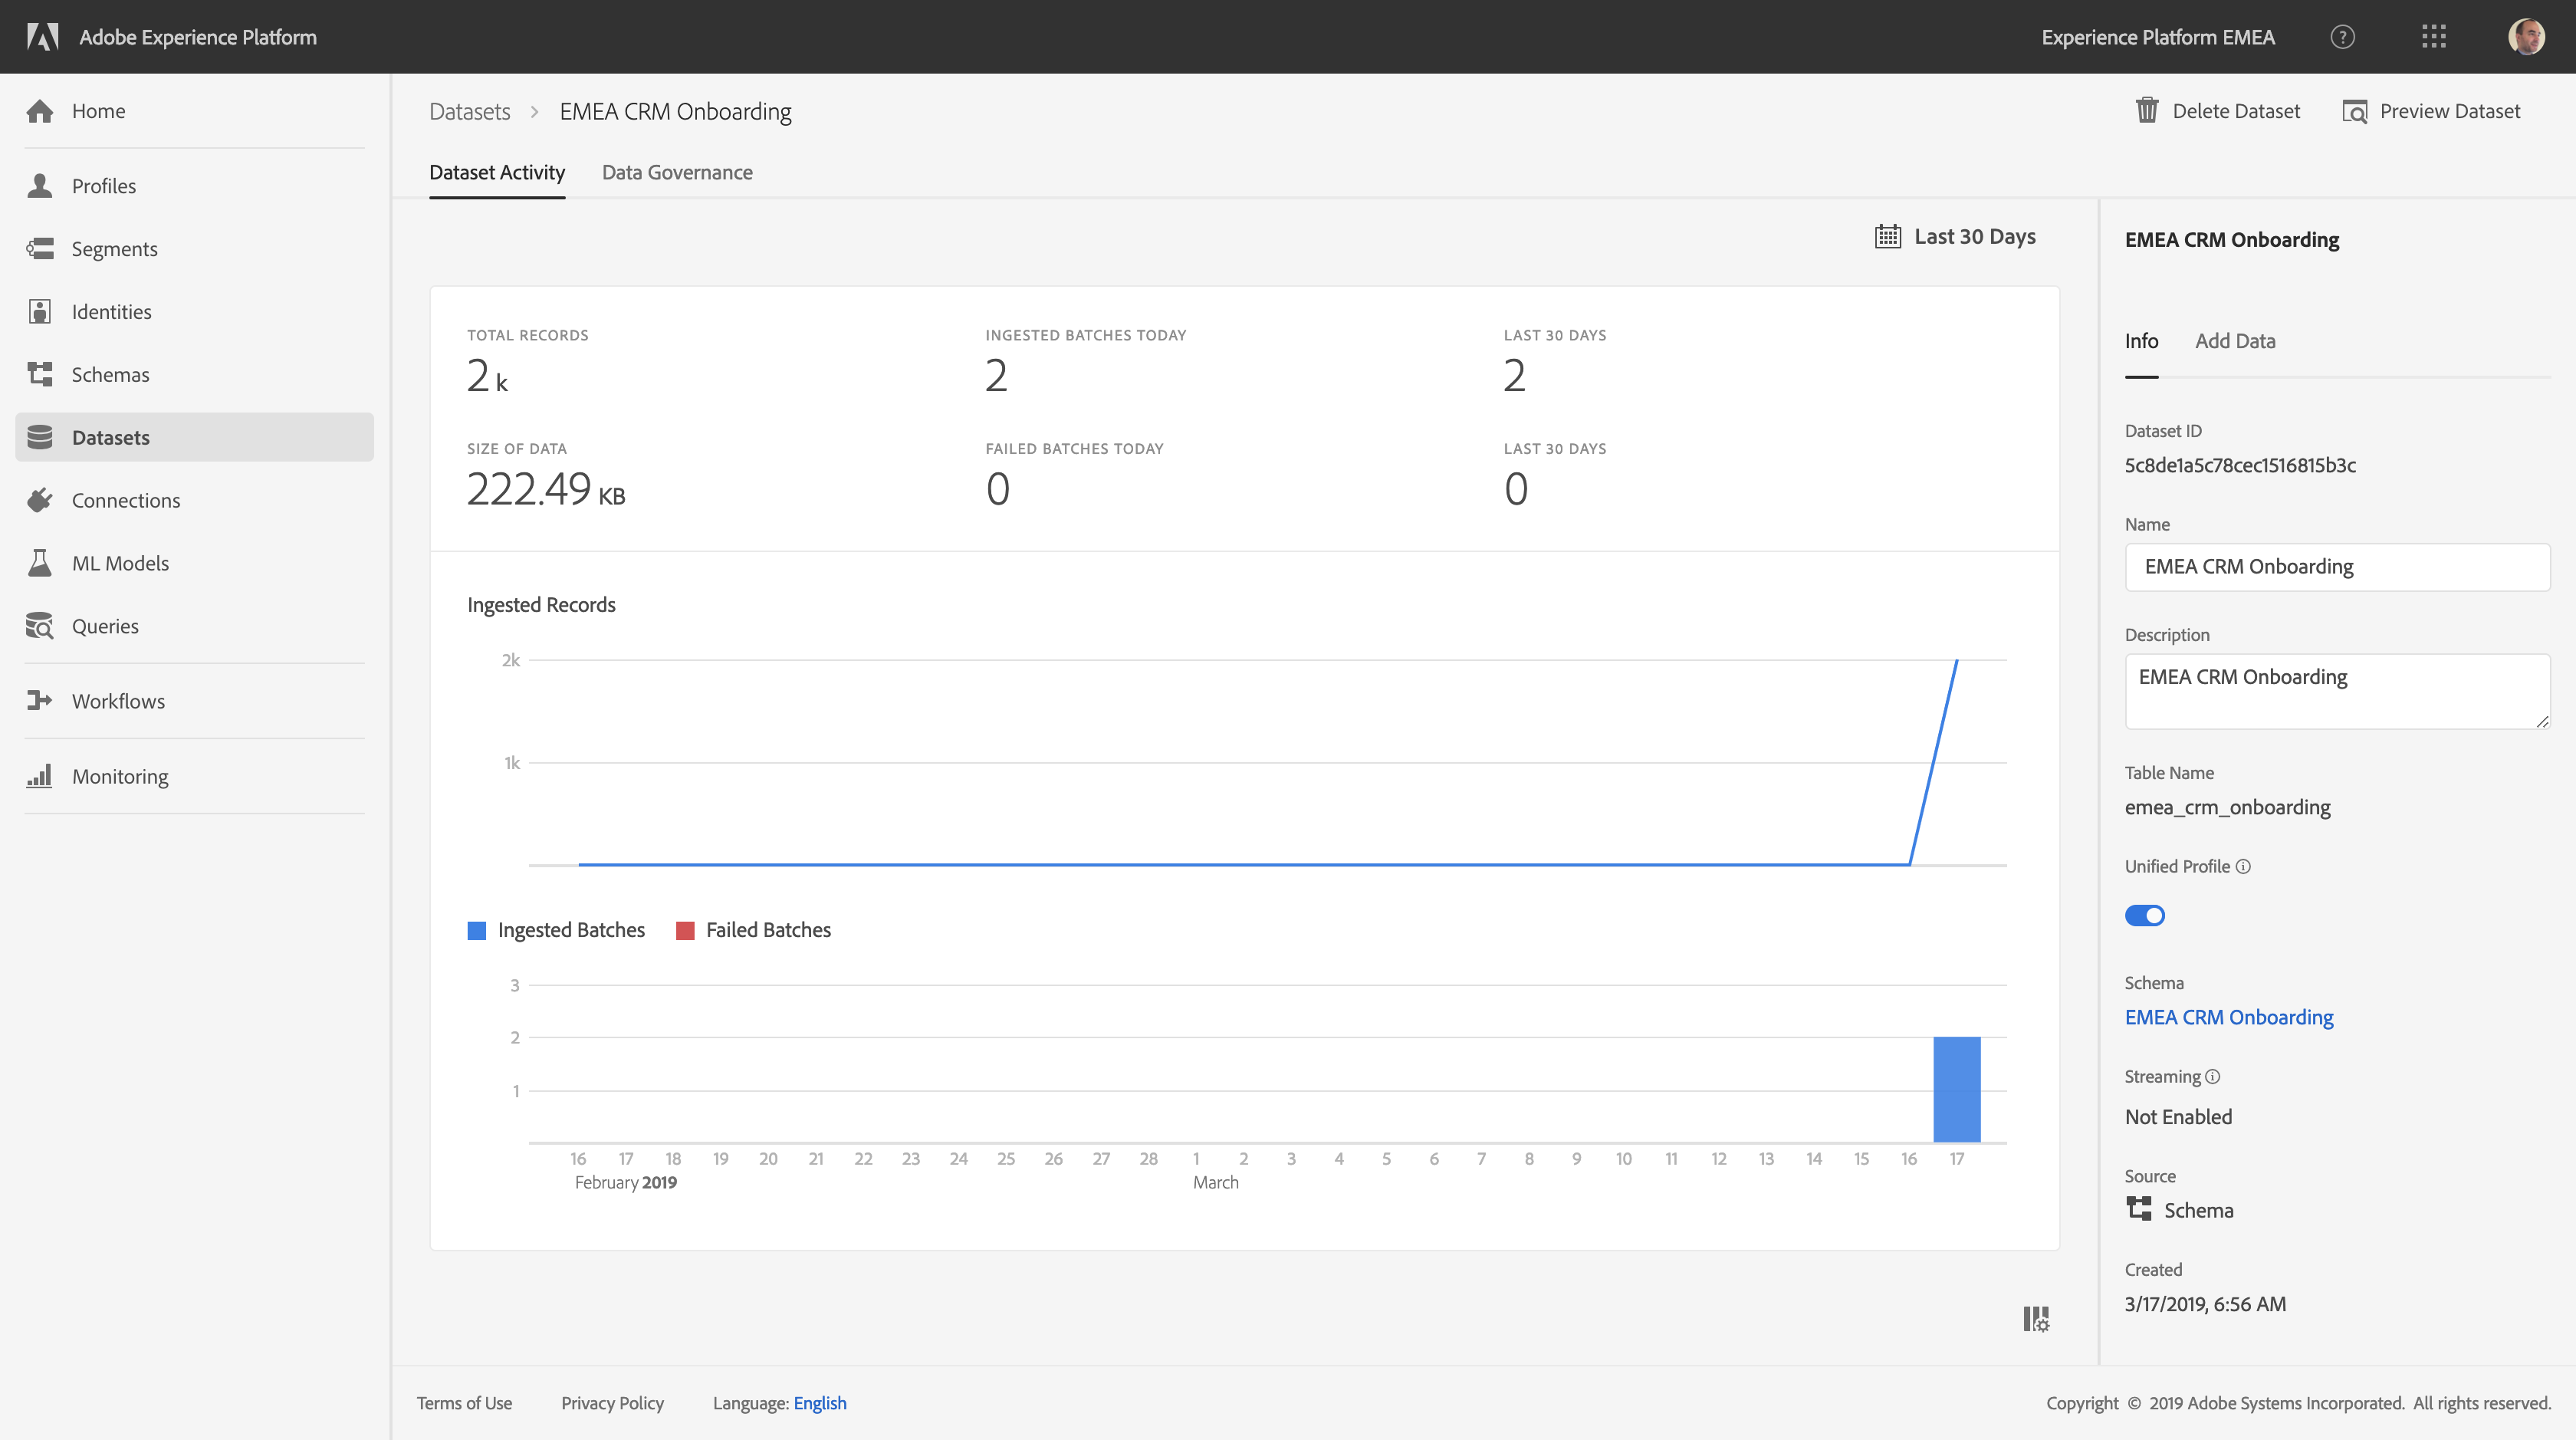 Adobe Experience Platform
Experience Platform EMEA
Home
Profiles
Segments
Identities
Schemas
Datasets
Connections
ML Models
Queries
Workflows
Monitoring
Datasets > EMEA CRM Onboarding
Delete Dataset
Preview Dataset
Dataset Activity
Data Governance
Last 30 Days
TOTAL RECORDS
2 k
INGESTED BATCHES TODAY
2
LAST 30 DAYS
2
SIZE OF DATA
222.49 KB
FAILED BATCHES TODAY
0
LAST 30 DAYS
0
Ingested Records
2k
1k
Ingested Batches
Failed Batches
3
2
1
16 17 18 19 20 21 22 23 24 25 26 27 28 1 2 3 4 5 6 7 8 9 10 11 12 13 14 15 16 17
February 2019
March
EMEA CRM Onboarding
Info
Add Data
Dataset ID
5c8de1a5c78cec1516815b3c
Name
EMEA CRM Onboarding
Description
EMEA CRM Onboarding
Table Name
emea_crm_onboarding
Unified Profile
Schema
EMEA CRM Onboarding
Streaming
Not Enabled
Source
Schema
Created
3/17/2019, 6:56 AM
Terms of Use
Privacy Policy
Language: English
Copyright © 2019 Adobe Systems Incorporated. All rights reserved.